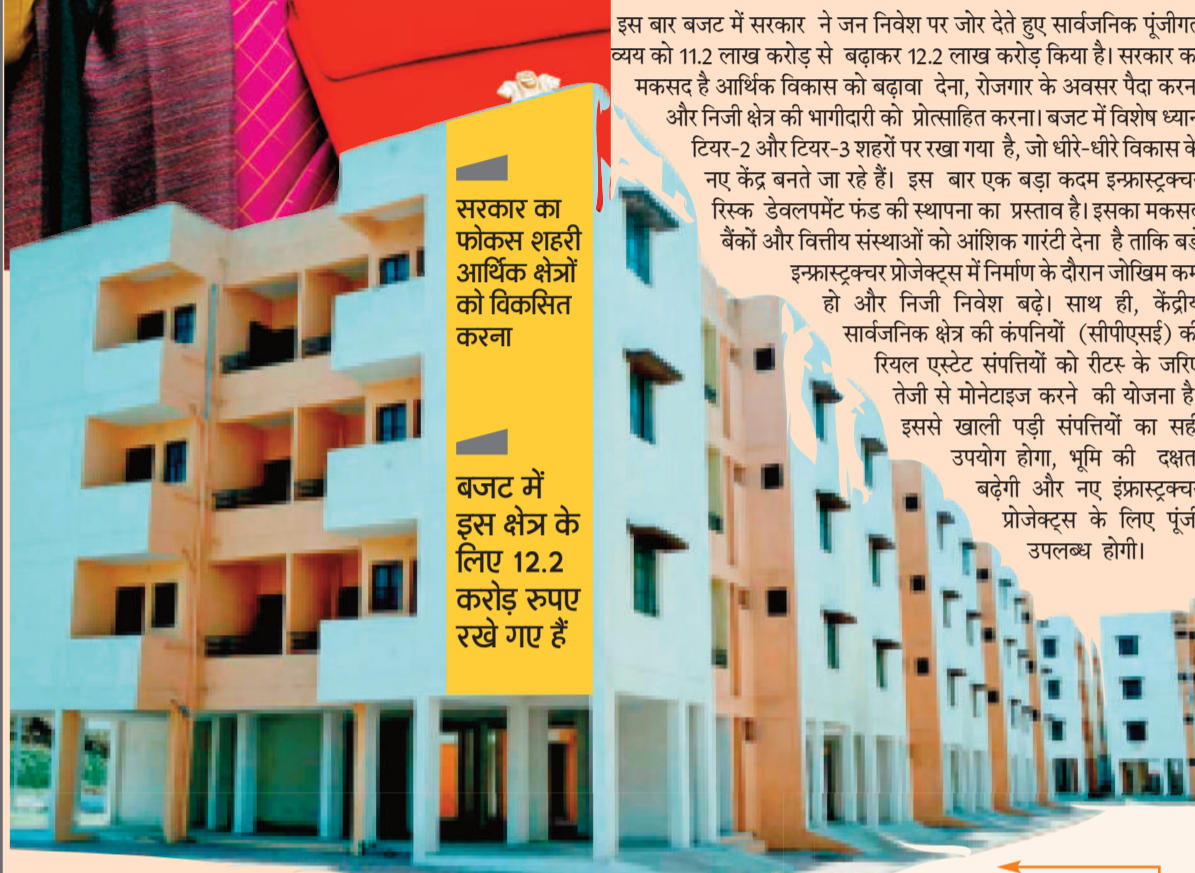 इस बार बजट में सरकार ने जन निवेश पर जोर देते हुए सार्वजनिक पूंजीगत
व्यय को 11.2 लाख करोड़ से बढ़ाकर 12.2 लाख करोड़ किया है। सरकार क
मकसद है आर्थिक विकास को बढ़ावा देना, रोजगार के अवसर पैदा करन
और निजी क्षेत्र की भागीदारी को प्रोत्साहित करना। बजट में विशेष ध्यान
टियर-2 और टियर-3 शहरों पर रखा गया है, जो धीरे-धीरे विकास के
नए केंद्र बनते जा रहे हैं। इस बार एक बड़ा कदम इन्फ्रास्ट्रक्चर
रिस्क डेवलपमेंट फंड की स्थापना का प्रस्ताव है। इसका मकसद
बैंकों और वित्तीय संस्थाओं को आंशिक गारंटी देना है ताकि बड़े
इन्फ्रास्ट्रक्चर प्रोजेक्ट्स में निर्माण के दौरान जोखिम कम
हो और निजी निवेश बढ़े। साथ ही, केंद्रीय
सार्वजनिक क्षेत्र की कंपनियों (सीपीएसई) की
रियल एस्टेट संपत्तियों को रीटस के जरिए
तेजी से मोनेटाइज करने की योजना है
इससे खाली पड़ी संपत्तियों का सही
उपयोग होगा, भूमि की दक्षत
बढ़ेगी और नए इंफ्रास्ट्रक्चर
प्रोजेक्ट्स के लिए पूंजी
उपलब्ध होगी।
सरकार का
फोकस शहरी
आर्थिक क्षेत्रों
को विकसित
करना
बजट में
इस क्षेत्र के
लिए 12.2
करोड़ रुपए
रखे गए हैं